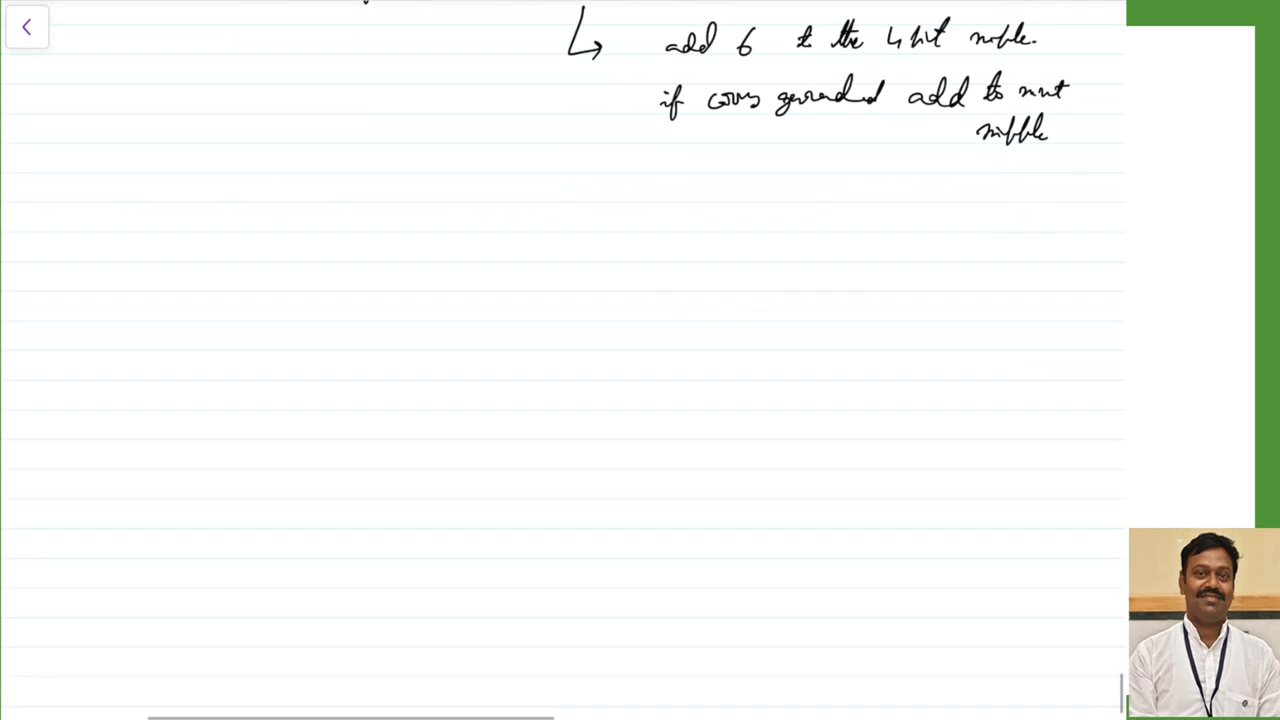 add 6 to the 4 bit nibble.
if carry generated add to next
nibble